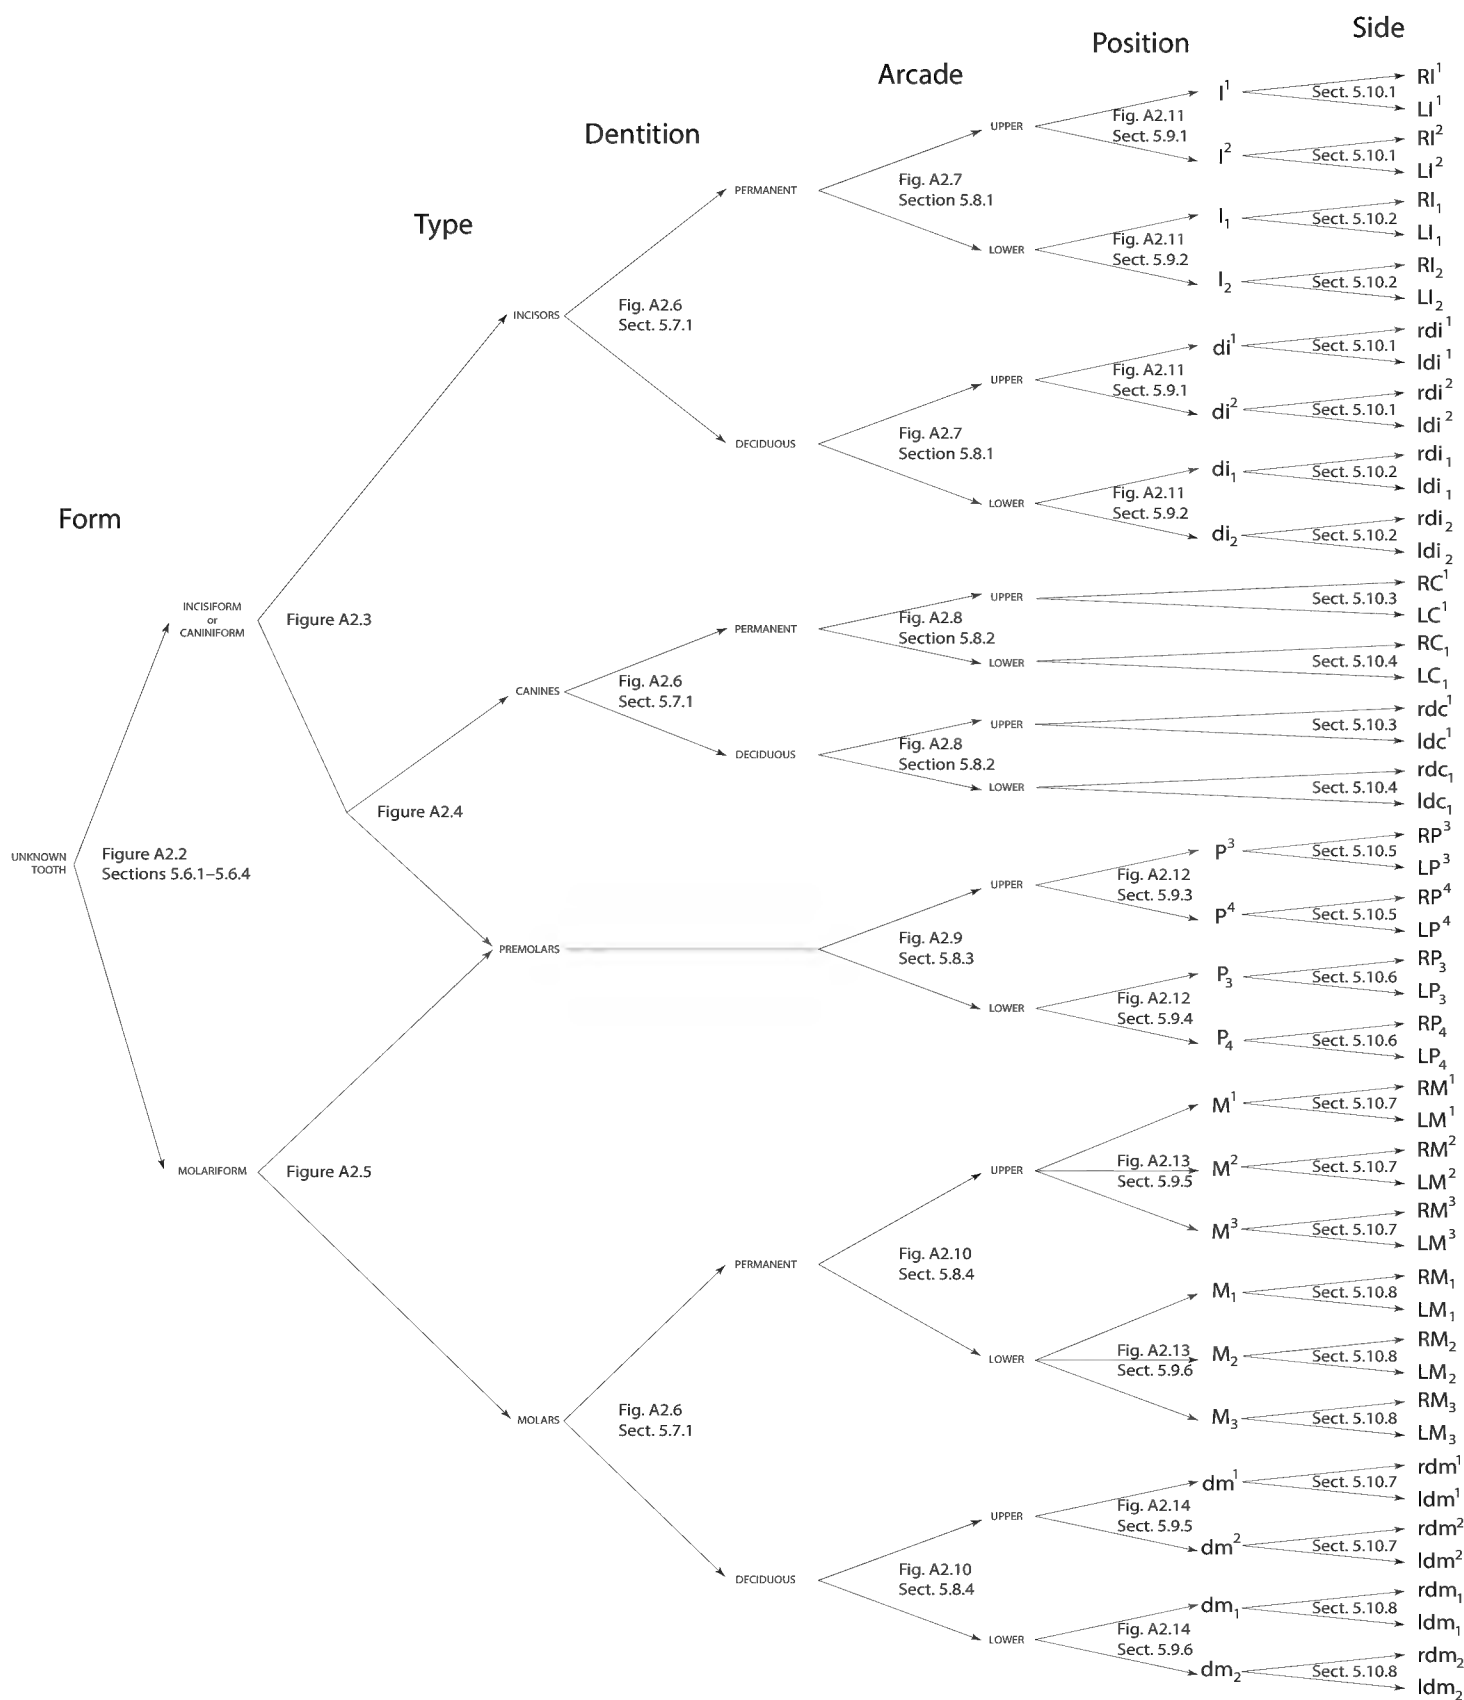 Side
Position
Arcade
Dentition
Type
Form
UNKNOWN
TOOTH
Figure A2.2
Sections 5.6.1–5.6.4
INCISIFORM
or
CANINIFORM
Figure A2.3
Figure A2.4
MOLARIFORM
Figure A2.5
INCISORS
Fig. A2.6
Sect. 5.7.1
PERMANENT
Fig. A2.7
Section 5.8.1
UPPER
Fig. A2.11
Sect. 5.9.1
I¹
Sect. 5.10.1
RI¹
LI¹
I²
Sect. 5.10.1
RI²
LI²
LOWER
Fig. A2.11
Sect. 5.9.2
I₁
Sect. 5.10.2
RI₁
LI₁
I₂
Sect. 5.10.2
RI₂
LI₂
DECIDUOUS
Fig. A2.7
Section 5.8.1
UPPER
Fig. A2.11
Sect. 5.9.1
di¹
Sect. 5.10.1
rdi¹
ldi¹
di²
Sect. 5.10.1
rdi²
ldi²
LOWER
Fig. A2.11
Sect. 5.9.2
di₁
Sect. 5.10.2
rdi₁
ldi₁
di₂
Sect. 5.10.2
rdi₂
ldi₂
CANINES
Fig. A2.6
Sect. 5.7.1
PERMANENT
Fig. A2.8
Section 5.8.2
UPPER
Sect. 5.10.3
RC¹
LC¹
LOWER
Sect. 5.10.4
RC₁
LC₁
DECIDUOUS
Fig. A2.8
Section 5.8.2
UPPER
Sect. 5.10.3
rdc¹
ldc¹
LOWER
Sect. 5.10.4
rdc₁
ldc₁
PREMOLARS
Fig. A2.9
Sect. 5.8.3
UPPER
Fig. A2.12
Sect. 5.9.3
P³
Sect. 5.10.5
RP³
LP³
P⁴
Sect. 5.10.5
RP⁴
LP⁴
LOWER
Fig. A2.12
Sect. 5.9.4
P₃
Sect. 5.10.6
RP₃
LP₃
P₄
Sect. 5.10.6
RP₄
LP₄
MOLARS
Fig. A2.6
Sect. 5.7.1
PERMANENT
Fig. A2.10
Sect. 5.8.4
UPPER
Fig. A2.13
Sect. 5.9.5
M¹
Sect. 5.10.7
RM¹
LM¹
M²
Sect. 5.10.7
RM²
LM²
M³
Sect. 5.10.7
RM³
LM³
LOWER
Fig. A2.13
Sect. 5.9.6
M₁
Sect. 5.10.8
RM₁
LM₁
M₂
Sect. 5.10.8
RM₂
LM₂
M₃
Sect. 5.10.8
RM₃
LM₃
DECIDUOUS
Fig. A2.10
Sect. 5.8.4
UPPER
Fig. A2.14
Sect. 5.9.5
dm¹
Sect. 5.10.7
rdm¹
ldm¹
dm²
Sect. 5.10.7
rdm²
ldm²
LOWER
Fig. A2.14
Sect. 5.9.6
dm₁
Sect. 5.10.8
rdm₁
ldm₁
dm₂
Sect. 5.10.8
rdm₂
ldm₂